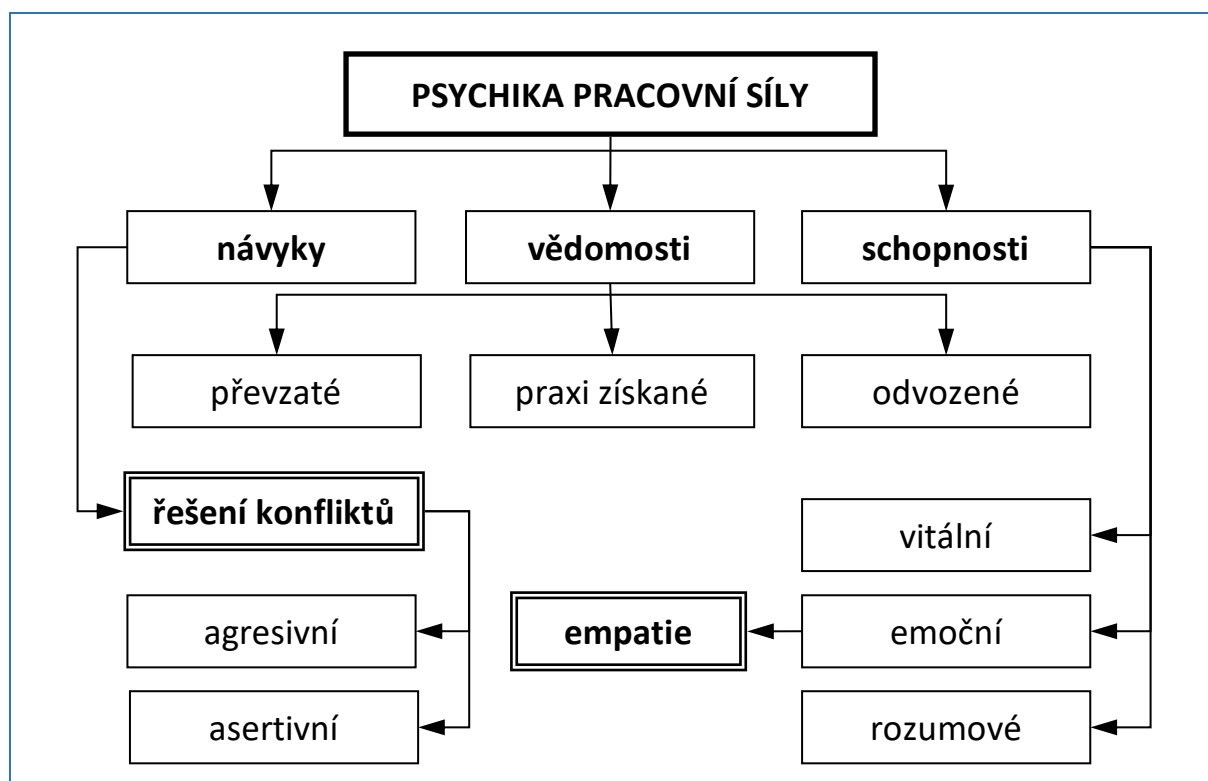 PSYCHIKA PRACOVNÍ SÍLY
návyky
vědomosti
schopnosti
převzaté
praxi získané
odvozené
řešení konfliktů
vitální
agresivní
empatie
emoční
asertivní
rozumové